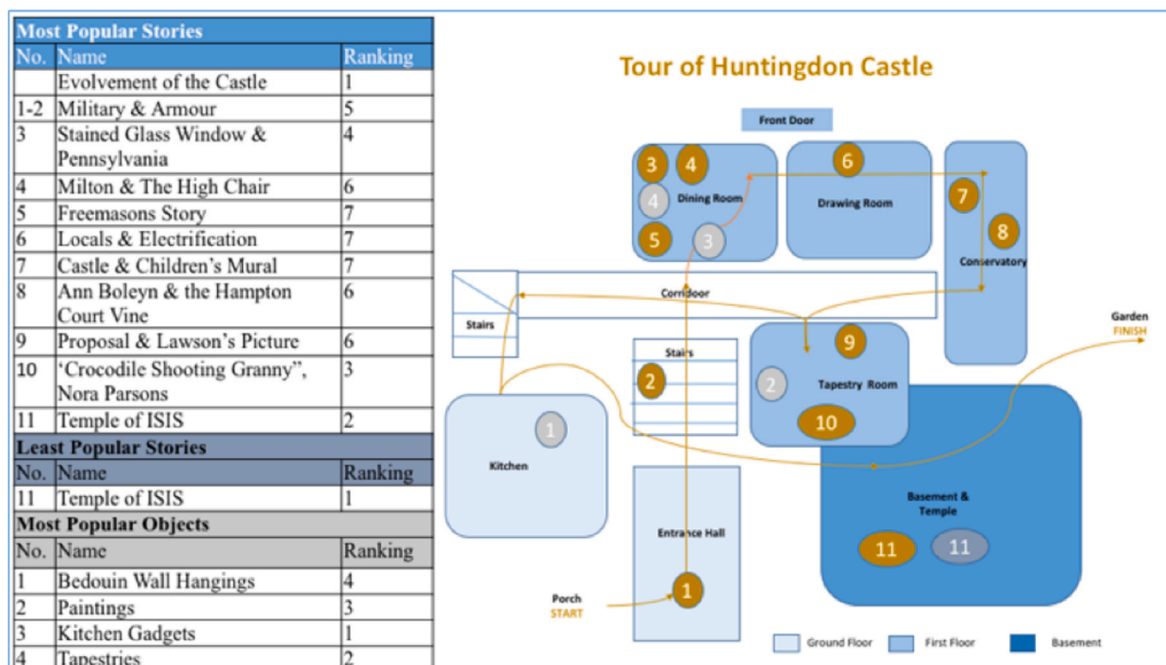 Most Popular Stories
No. Name Ranking
Evolvement of the Castle 1
1-2 Military & Armour 5
3 Stained Glass Window & 4
Pennsylvania
4 Milton & The High Chair 6
5 Freemasons Story 7
6 Locals & Electrification 7
7 Castle & Children's Mural 7
8 Ann Boleyn & the Hampton 6
Court Vine
9 Proposal & Lawson's Picture 6
10 ‘Crocodile Shooting Granny”, 3
Nora Parsons
11 Temple of ISIS 2
Least Popular Stories
No. Name Ranking
11 Temple of ISIS 1
Most Popular Objects
No. Name Ranking
1 Bedouin Wall Hangings 4
2 Paintings 3
3 Kitchen Gadgets 1
4 Tapestries 2
Tour of Huntingdon Castle
Front Door
3 4
4 Dining Room
5 3
6
Drawing Room
7
8
Conservatory
Corridoor
Stairs
Stairs
2
9
2 Tapestry Room
10
Garden
FINISH
1
Kitchen
Entrance Hall
1
Porch
START
Basement &
Temple
11 11
Ground Floor First Floor Basement